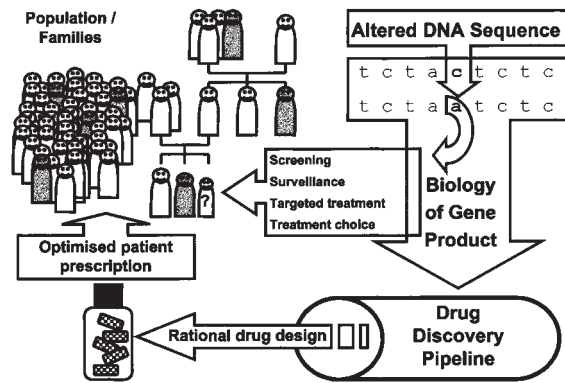 Population /
Families
Altered DNA Sequence
t c t a c t c t c
t c t a a t c t c
Screening
Surveillance
Targeted treatment
Treatment choice
?
Biology
of Gene
Product
Optimised patient
prescription
Rational drug design
Drug
Discovery
Pipeline